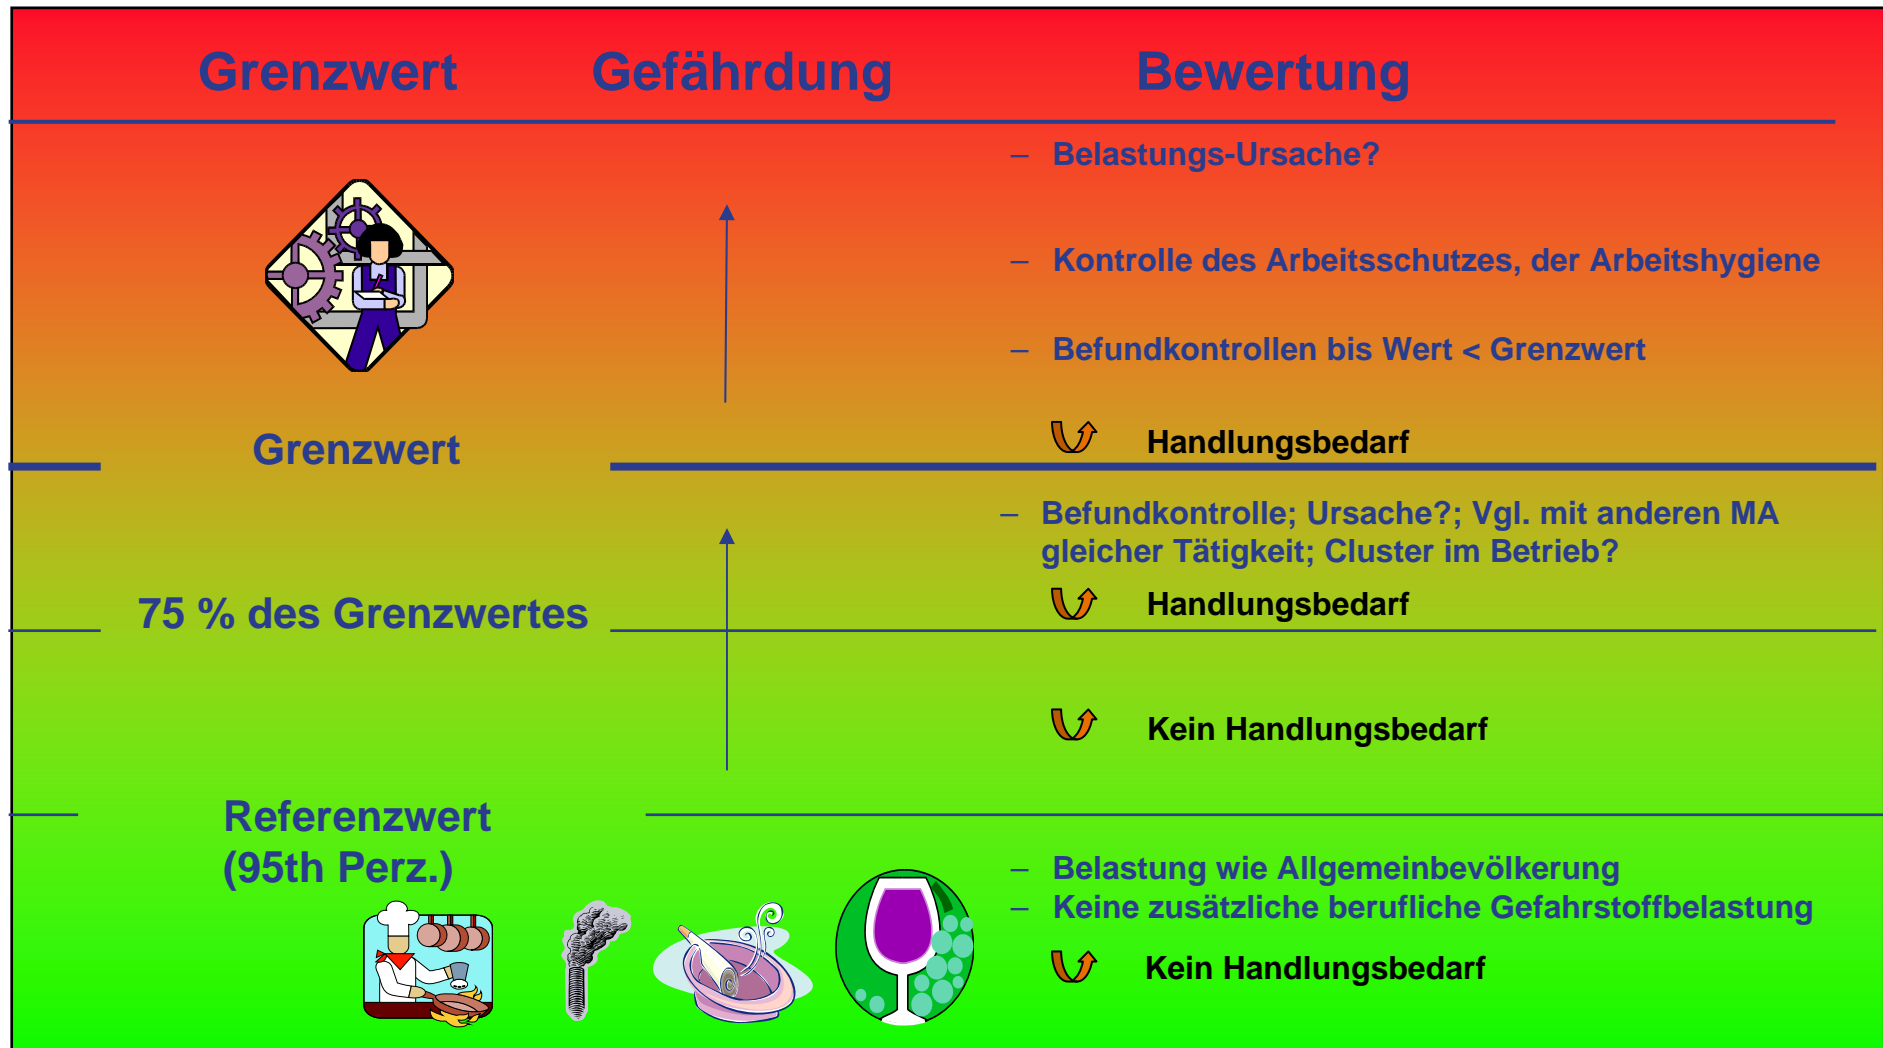 Grenzwert Gefährdung Bewertung
– Belastungs-Ursache?
– Kontrolle des Arbeitsschutzes, der Arbeitshygiene
– Befundkontrollen bis Wert < Grenzwert
Handlungsbedarf
Grenzwert
– Befundkontrolle; Ursache?; Vgl. mit anderen MA
gleicher Tätigkeit; Cluster im Betrieb?
Handlungsbedarf
75 % des Grenzwertes
Kein Handlungsbedarf
Referenzwert
(95th Perz.)
– Belastung wie Allgemeinbevölkerung
– Keine zusätzliche berufliche Gefahrstoffbelastung
Kein Handlungsbedarf